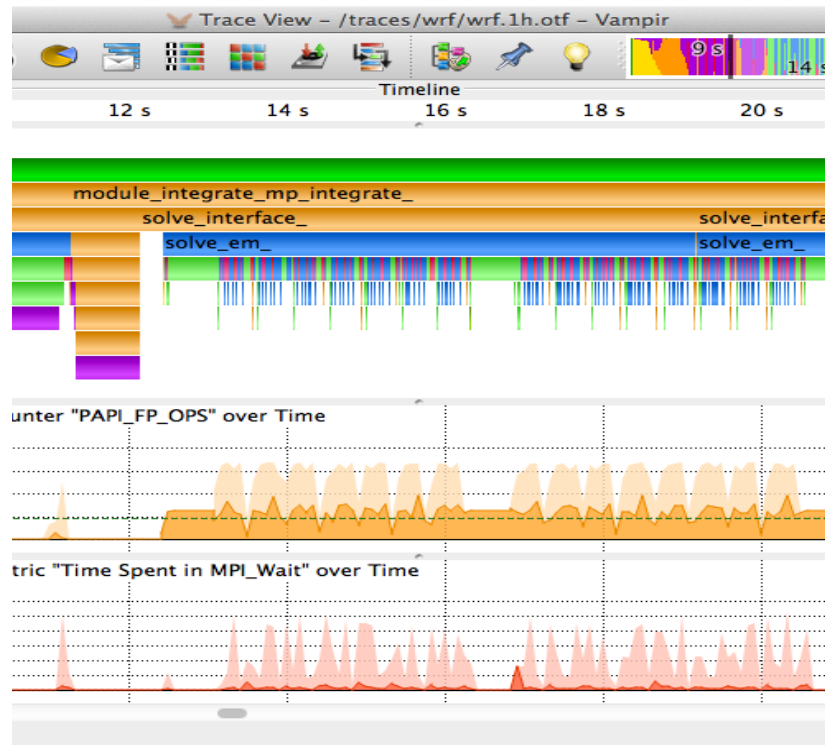 Trace View – /traces/wrf/wrf.1h.otf – Vampir
9 s
14 s
Timeline
12 s 14 s 16 s 18 s 20 s
module_integrate_mp_integrate_
solve_interface_ solve_interfa
solve_em_ solve_em_
unter "PAPI_FP_OPS" over Time
tric "Time Spent in MPI_Wait" over Time